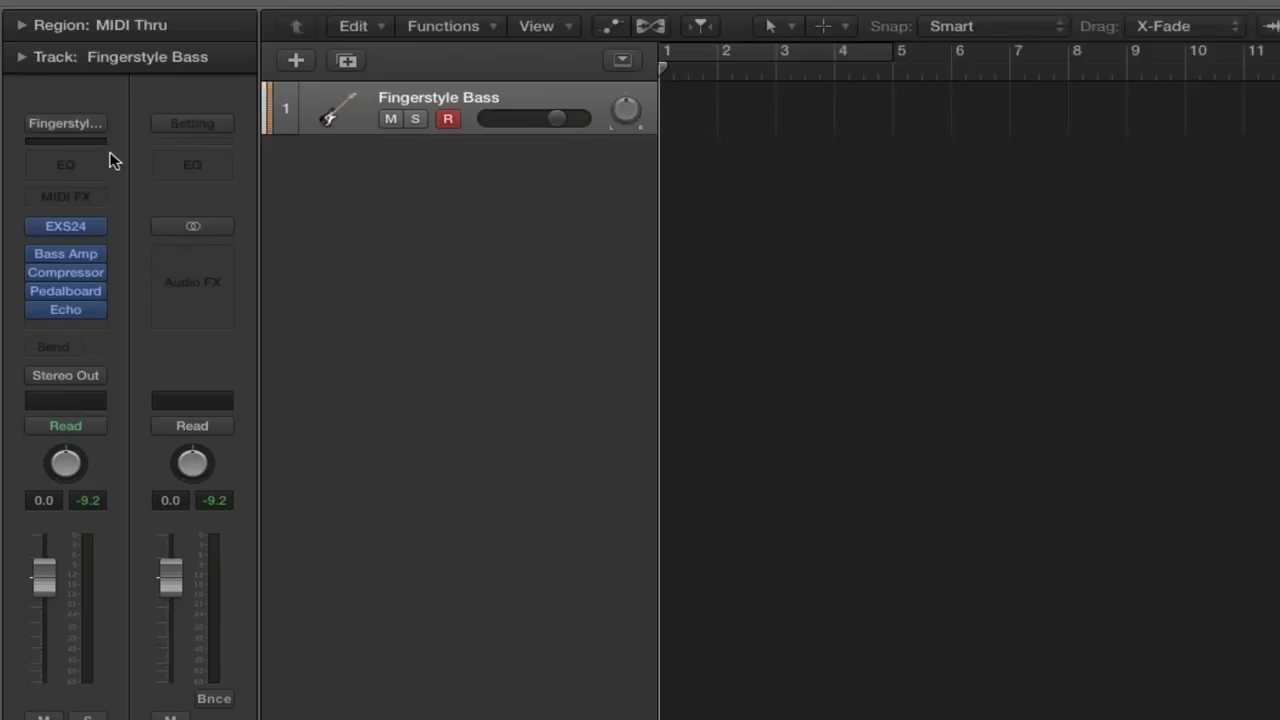 Region: MIDI Thru
Track: Fingerstyle Bass
Edit Functions View Snap: Smart Drag: X-Fade
1 2 3 4 5 6 7 8 9 10 11
1 Fingerstyle Bass
M S R
L R
Fingerstyl... Setting
EQ EQ
MIDI FX
EXS24
Bass Amp
Compressor
Pedalboard
Echo
Audio FX
Send
Stereo Out
Read Read
0.0 -9.2 0.0 -9.2
Bnce
M S M